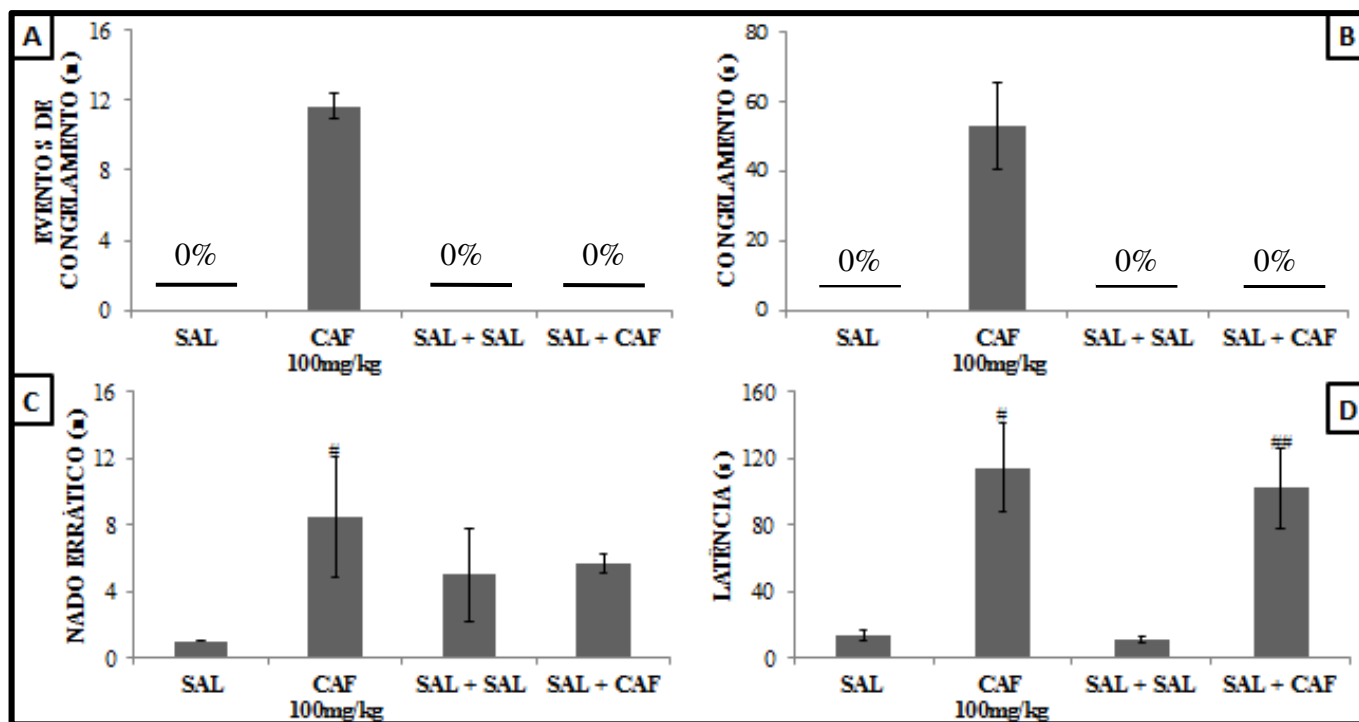 A
EVENTOS DE
CONGELAMENTO (n)
16
12
8
4
0
0%
0%
0%
SAL
CAF
100mg/kg
SAL + SAL
SAL + CAF
B
CONGELAMENTO (s)
80
60
40
20
0
0%
0%
0%
SAL
CAF
100mg/kg
SAL + SAL
SAL + CAF
C
NADO ERRÁTICO (n)
16
12
8
4
0
#
SAL
CAF
100mg/kg
SAL + SAL
SAL + CAF
D
LATÊNCIA (s)
160
120
80
40
0
#
##
SAL
CAF
100mg/kg
SAL + SAL
SAL + CAF